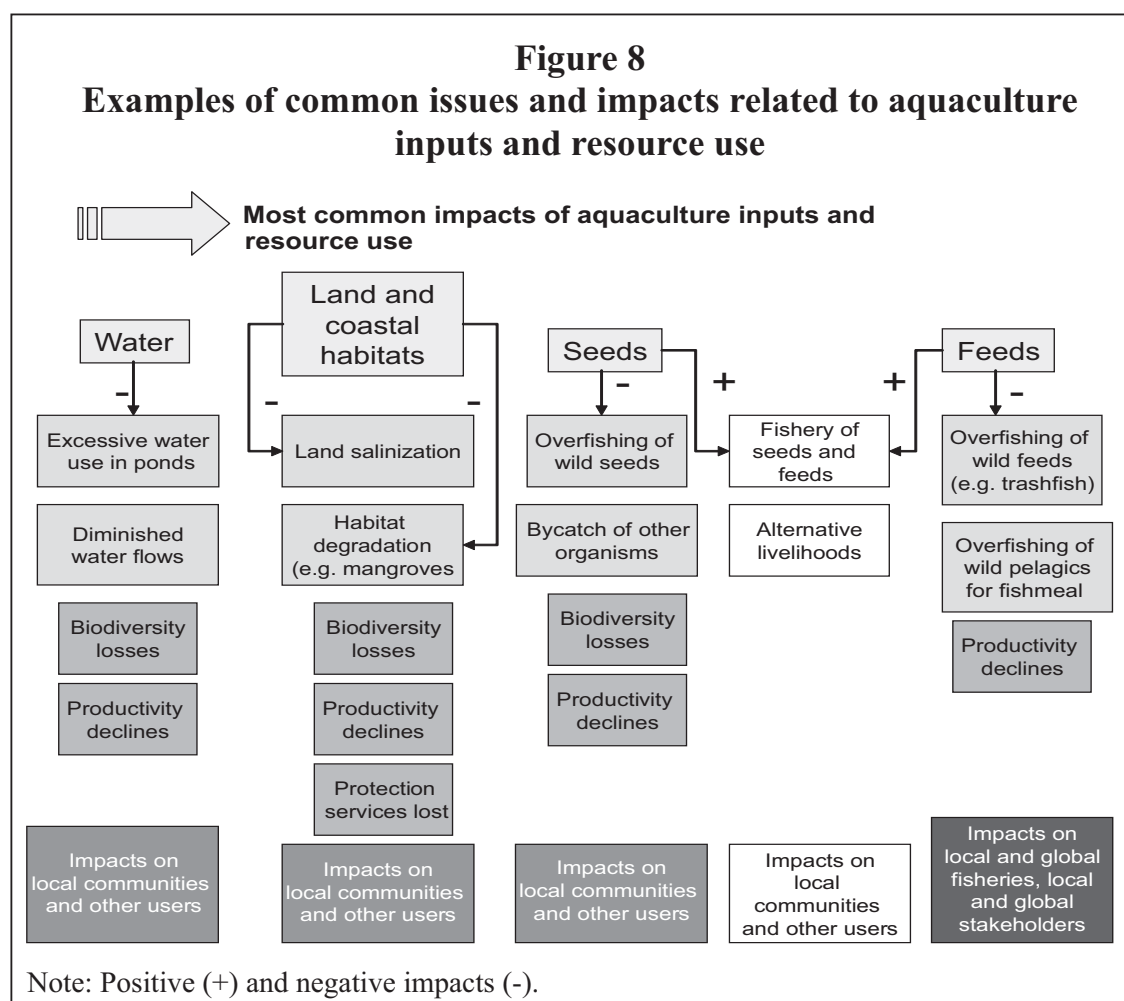 Figure 8
Examples of common issues and impacts related to aquaculture
inputs and resource use
Most common impacts of aquaculture inputs and
resource use
Water
-
Excessive water
use in ponds
Diminished
water flows
Biodiversity
losses
Productivity
declines
Impacts on
local communities
and other users
Land and
coastal
habitats
-
-
Land salinization
Habitat
degradation
(e.g. mangroves
Biodiversity
losses
Productivity
declines
Protection
services lost
Impacts on
local communities
and other users
Seeds
-
+
Overfishing of
wild seeds
Bycatch of other
organisms
Biodiversity
losses
Productivity
declines
Impacts on
local communities
and other users
Fishery of
seeds and
feeds
Alternative
livelihoods
Impacts on
local
communities
and other users
Feeds
+
-
Overfishing of
wild feeds
(e.g. trashfish)
Overfishing of
wild pelagics
for fishmeal
Productivity
declines
Impacts on
local and global
fisheries, local
and global
stakeholders
Note: Positive (+) and negative impacts (-).